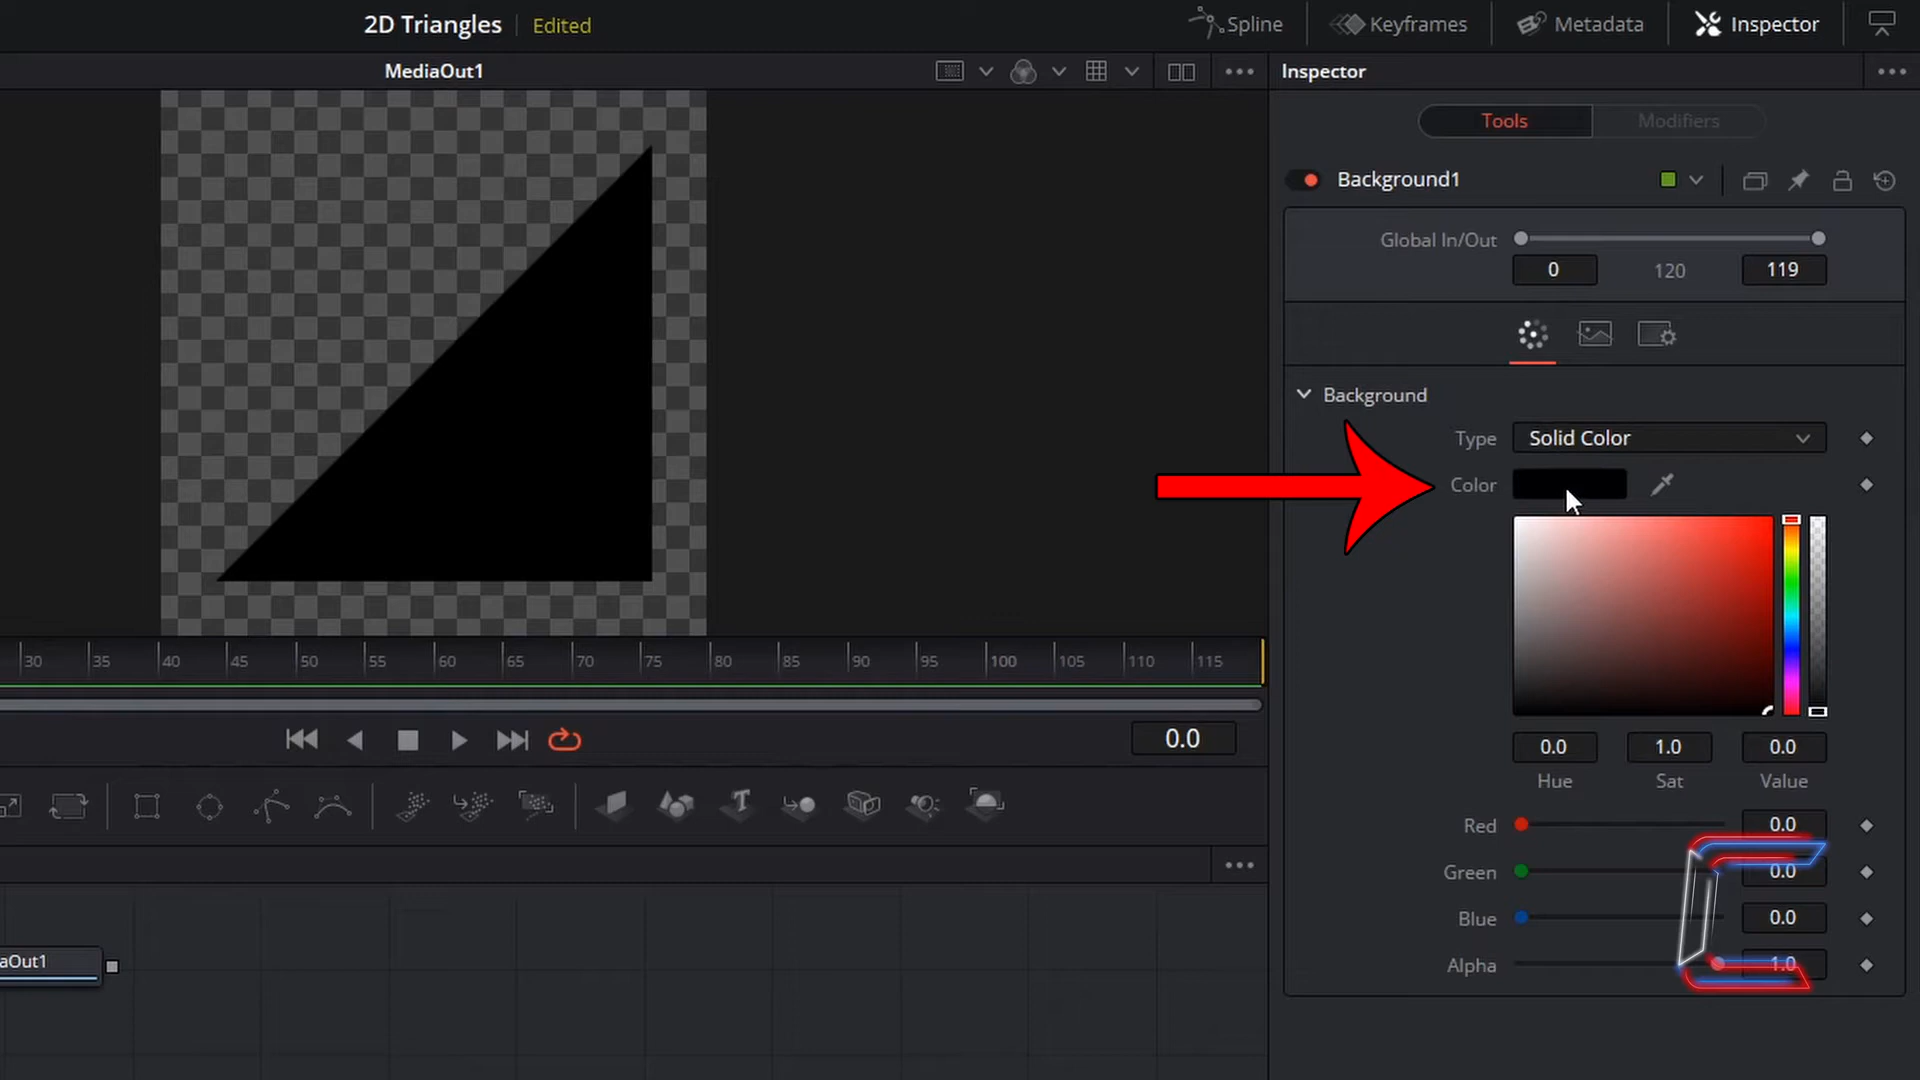 2D Triangles
Edited
Spline
Keyframes
Metadata
Inspector
MediaOut1
Inspector
Tools
Modifiers
Background1
Global In/Out
0
120
119
Background
Type
Solid Color
Color
30
35
40
45
50
55
60
65
70
75
80
85
90
95
100
105
110
115
0.0
0.0
1.0
0.0
Hue
Sat
Value
Red
0.0
Green
0.0
Blue
0.0
Alpha
1.0
aOut1